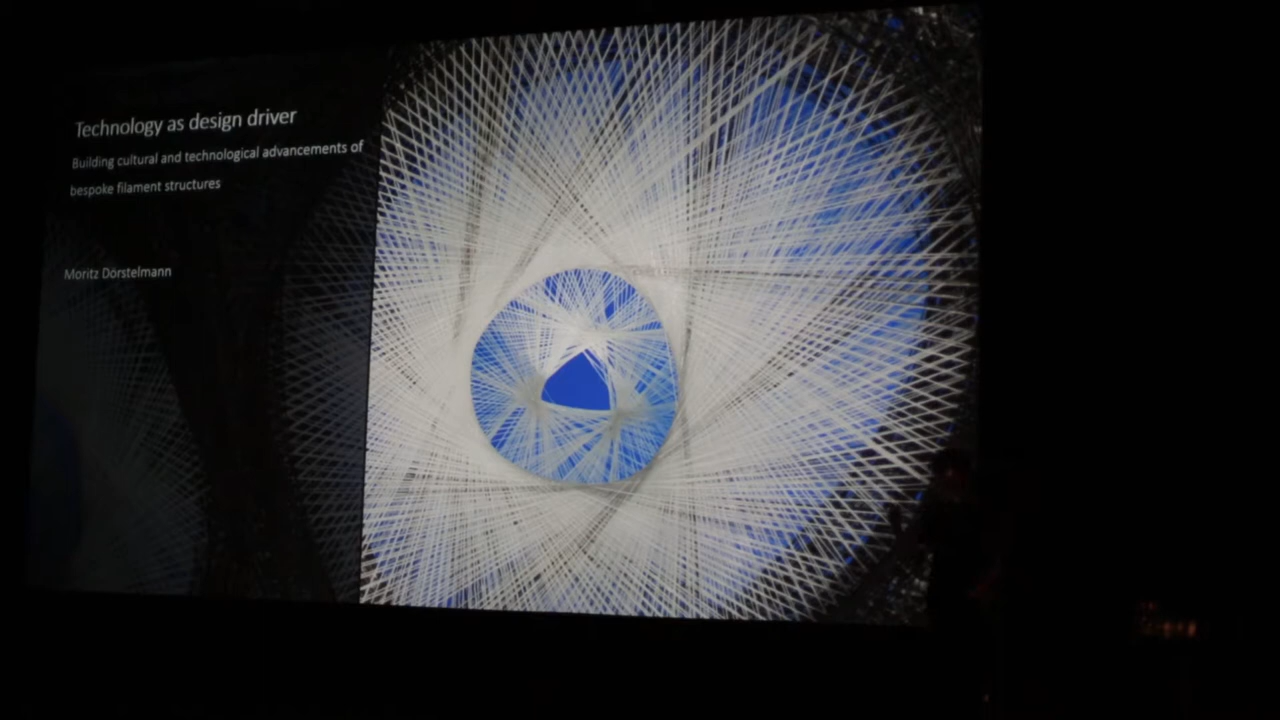 Technology as design driver
Building cultural and technological advancements of
bespoke filament structures
Moritz Dörstelmann